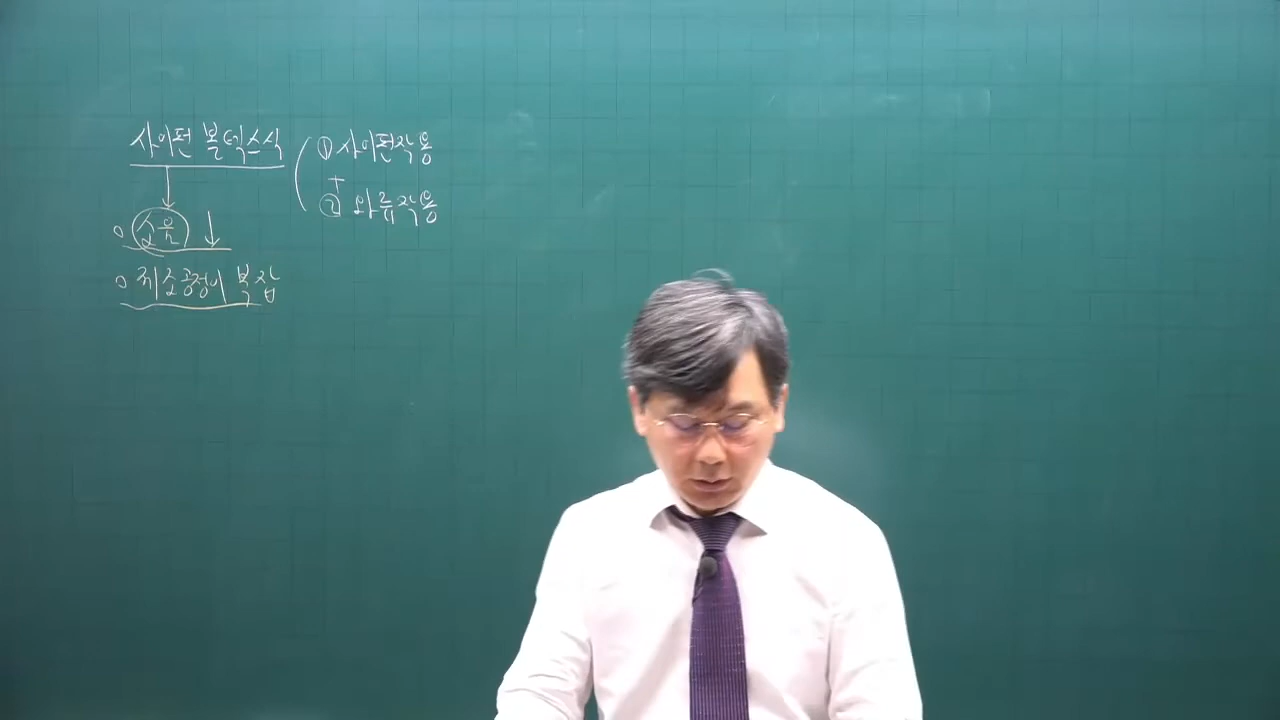 사이펀 볼텍스식
① 사이펀작용
+
② 와류작용
○ 소음 ↓
○ 제조공정이 복잡